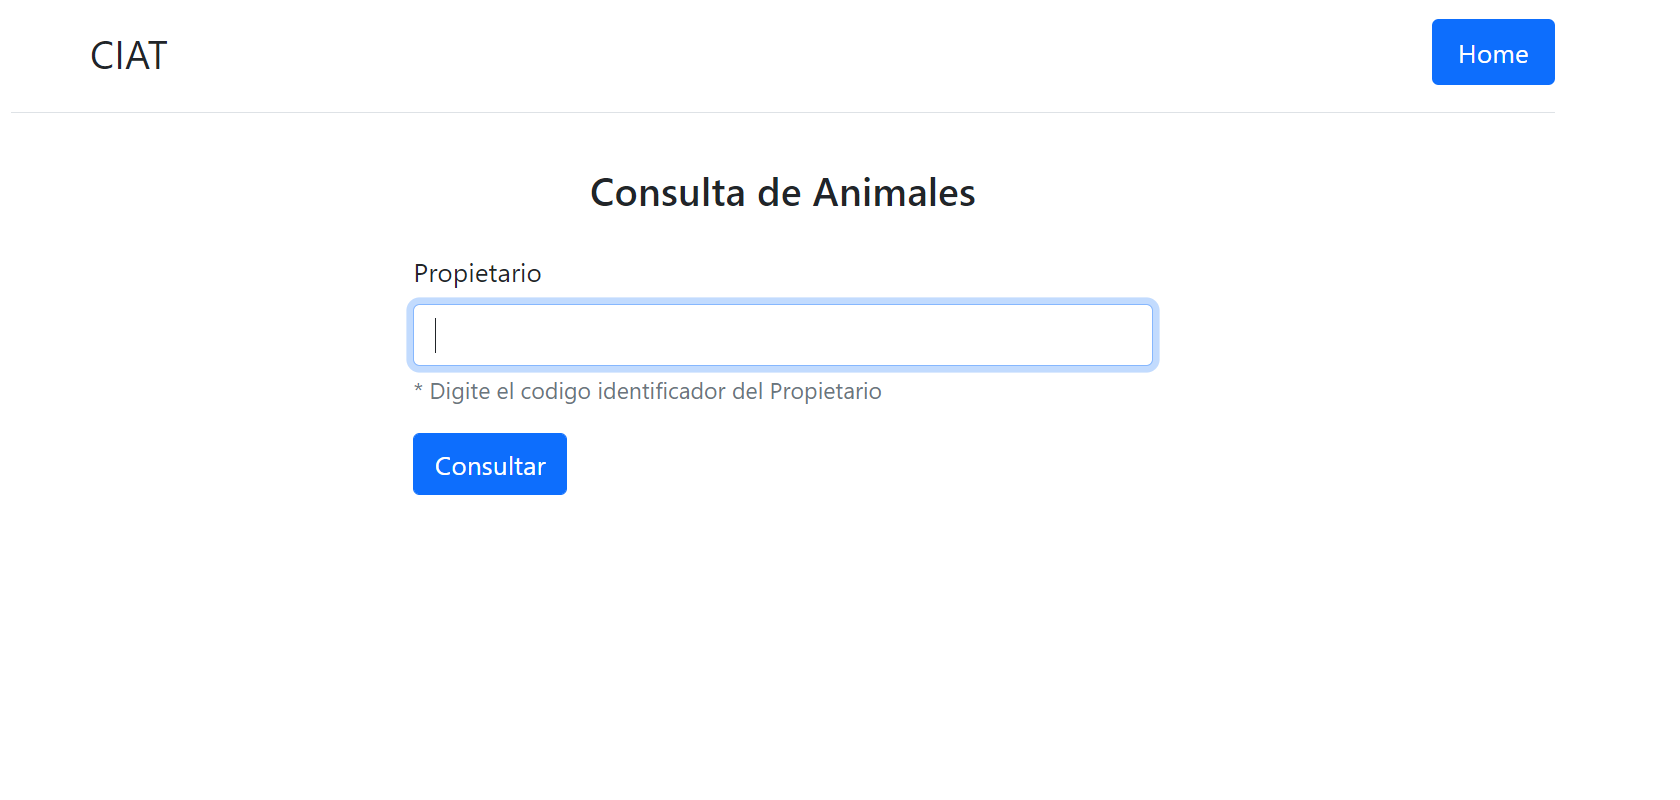 CIAT
Home
Consulta de Animales
Propietario
* Digite el codigo identificador del Propietario
Consultar